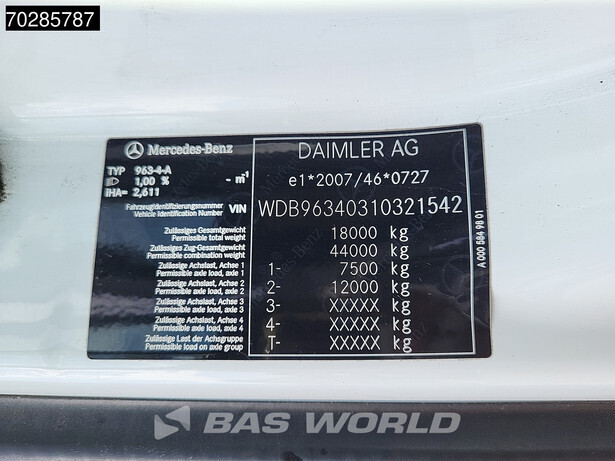 70285787
Mercedes-Benz
DAIMLER AG
TYP 963-4-A
1,00 % - m⁻¹
iHA= 2,611
e1*2007/46*0727
Fahrzeugidentifizierungsnummer
Vehicle Identification Number VIN WDB96340310321542
Zulässiges Gesamtgewicht
Permissible total weight 18000 kg
Zulässiges Zug-Gesamtgewicht
Permissible combination weight 44000 kg
Zulässige Achslast, Achse 1
Permissible axle load, axle 1 1- 7500 kg
Zulässige Achslast, Achse 2
Permissible axle load, axle 2 2- 12000 kg
Zulässige Achslast, Achse 3
Permissible axle load, axle 3 3- XXXXX kg
Zulässige Achslast, Achse 4
Permissible axle load, axle 4 4- XXXXX kg
Zulässige Last der Achsgruppe
Permissible load on axle group T- XXXXX kg
A 000 584 98 01
BAS WORLD